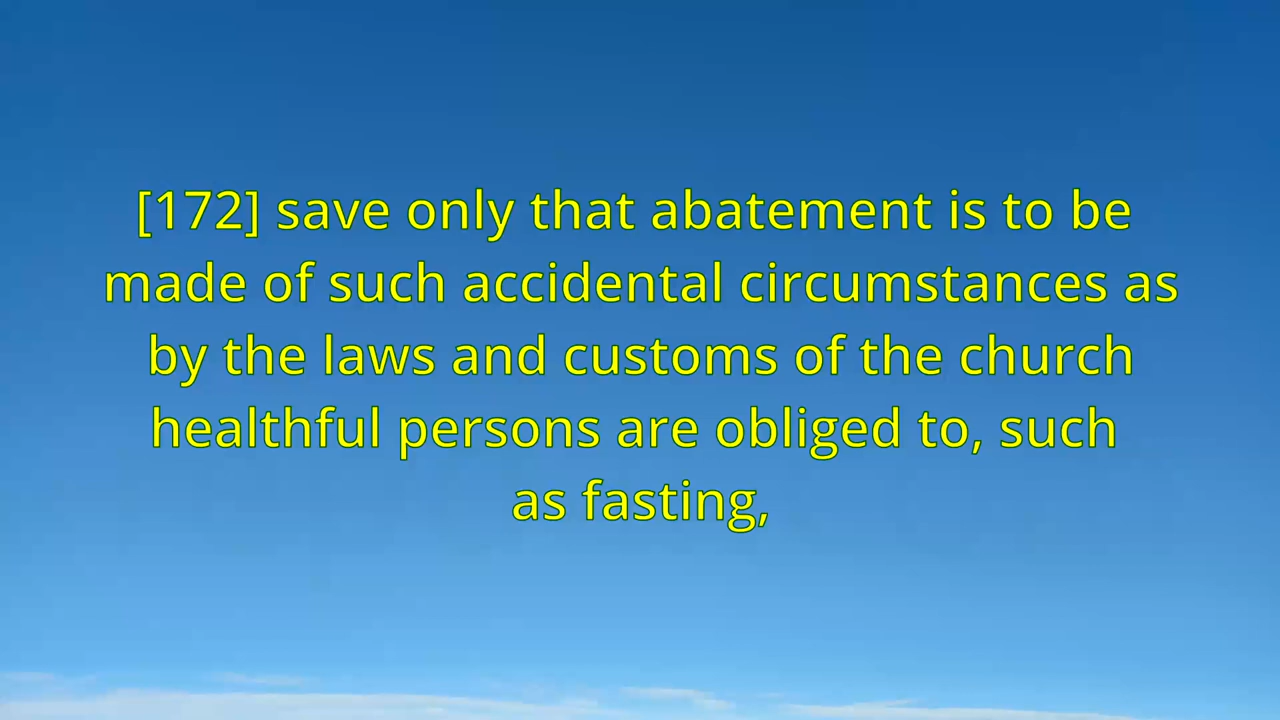 [172] save only that abatement is to be
made of such accidental circumstances as
by the laws and customs of the church
healthful persons are obliged to, such
as fasting,